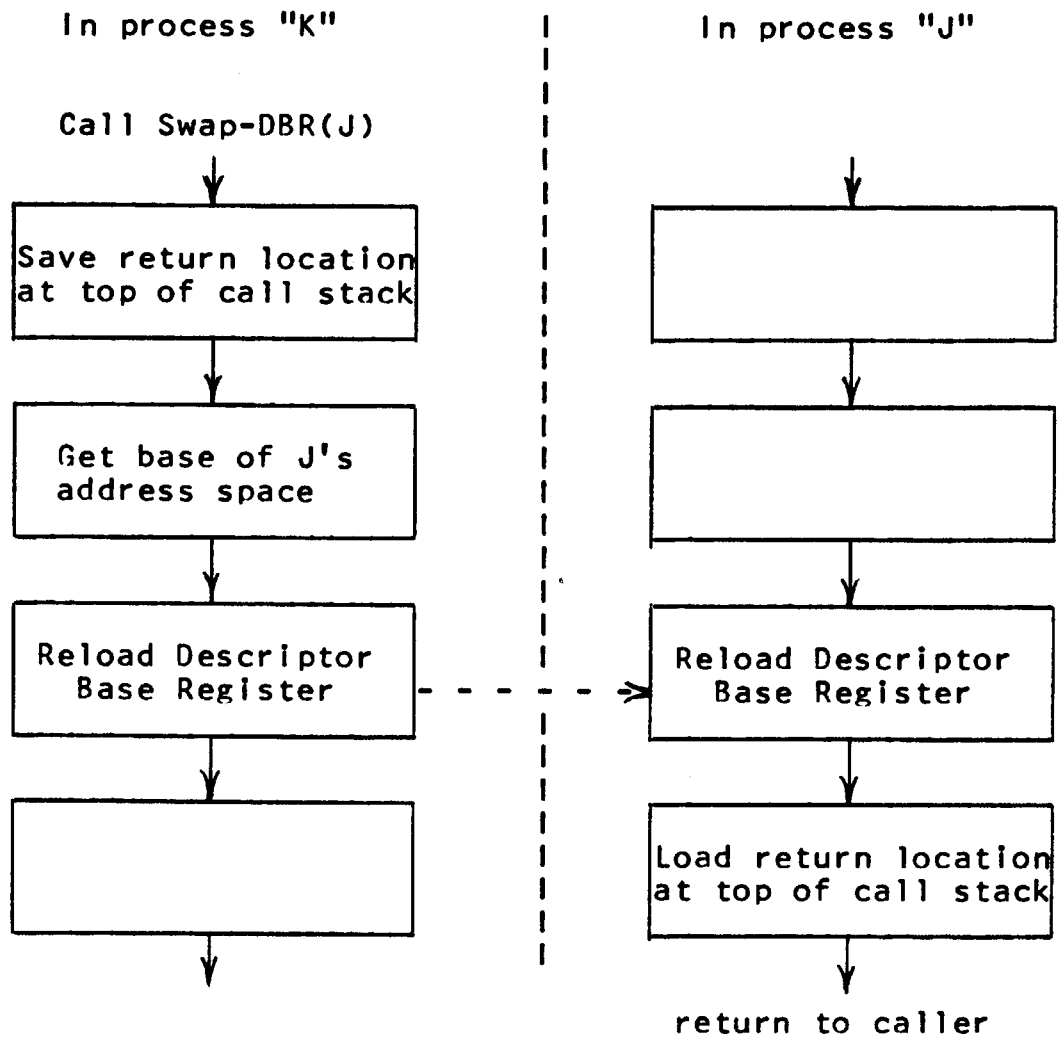 In process "K"
Call Swap-DBR(J)
Save return location
at top of call stack
Get base of J's
address space
Reload Descriptor
Base Register
In process "J"
Reload Descriptor
Base Register
Load return location
at top of call stack
return to caller